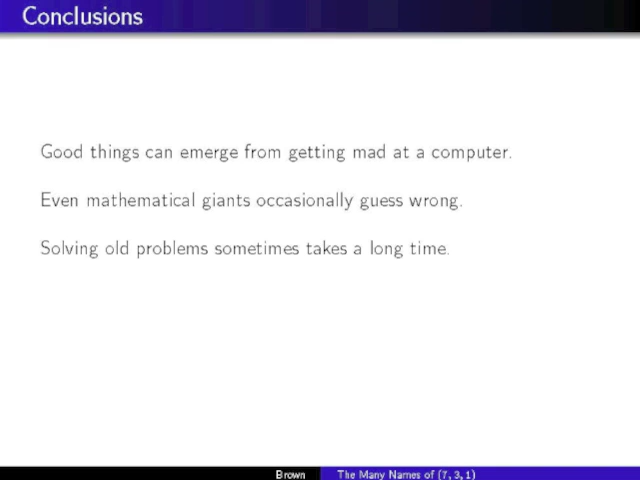 Conclusions
Good things can emerge from getting mad at a computer.
Even mathematical giants occasionally guess wrong.
Solving old problems sometimes takes a long time.
Brown The Many Names of (7, 3, 1)